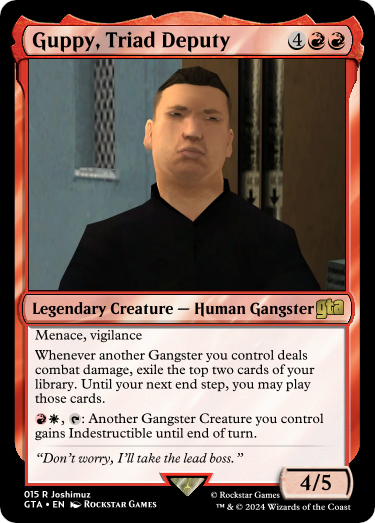 Guppy, Triad Deputy 4
Legendary Creature — Human Gangster gta
Menace, vigilance
Whenever another Gangster you control deals
combat damage, exile the top two cards of your
library. Until your next end step, you may play
those cards.
, : Another Gangster Creature you control
gains Indestructible until end of turn.
“Don’t worry, I’ll take the lead boss.”
4/5
015 R Joshimuz © Rockstar Games
GTA • EN Rockstar Games ™ & © 2024 Wizards of the Coast